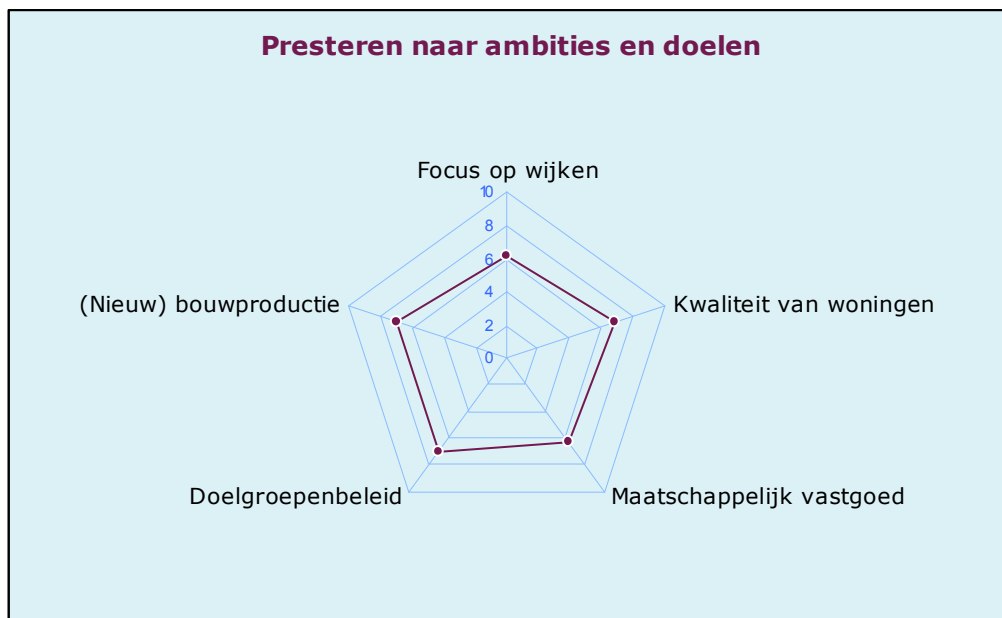 Presteren naar ambities en doelen
Focus op wijken
10
8
6
4
2
0
(Nieuw) bouwproductie
Kwaliteit van woningen
Doelgroepenbeleid
Maatschappelijk vastgoed